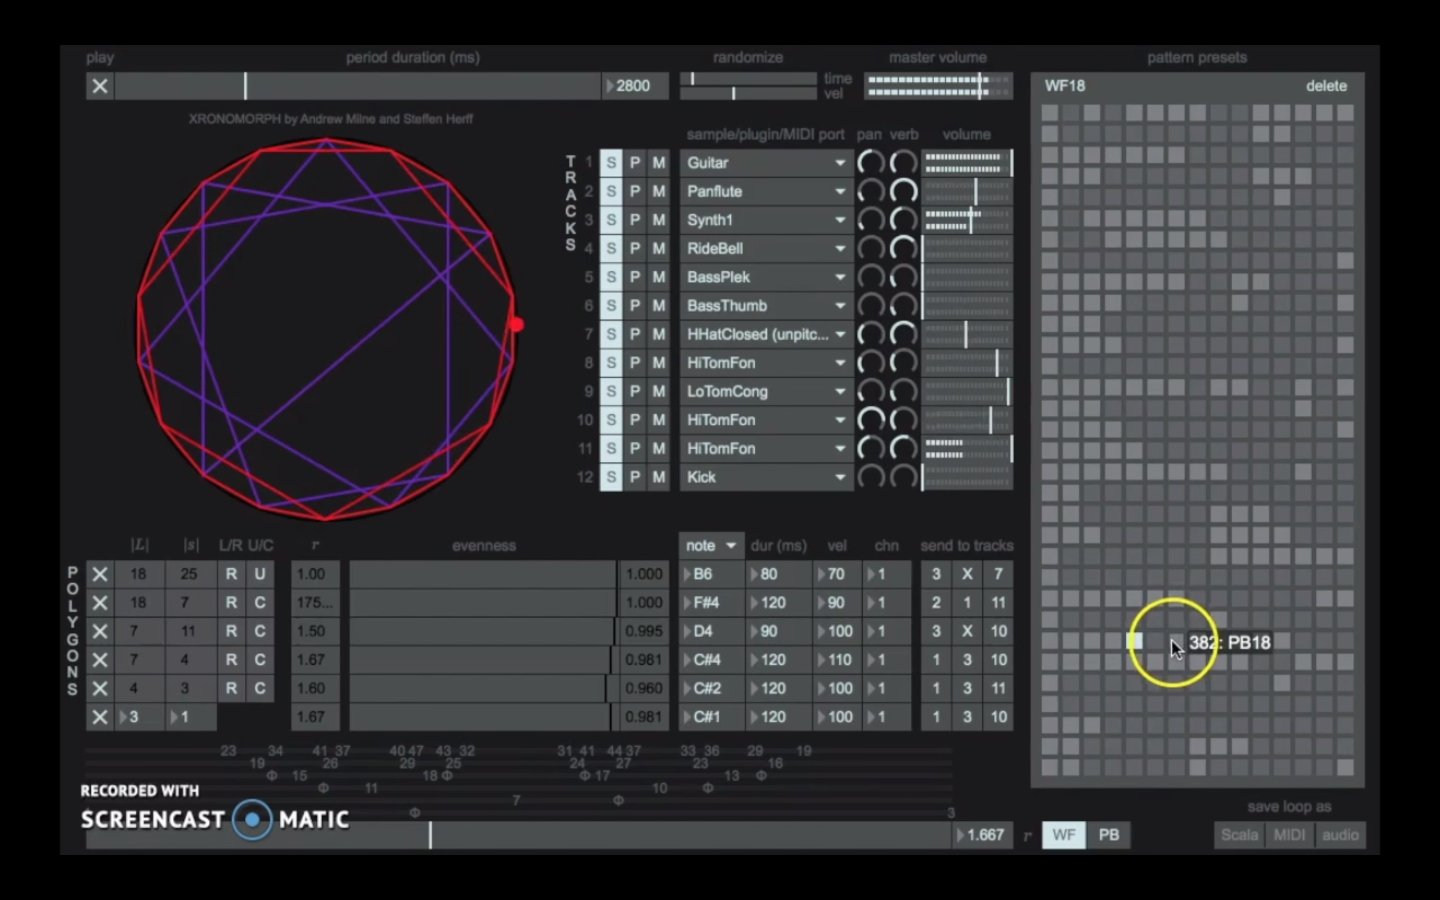 play period duration (ms) randomize master volume pattern presets
2800 time
vel
WF18 delete
XRONOMORPH by Andrew Milne and Steffen Herff
sample/plugin/MIDI port pan verb volume
TRACKS
1 S P M Guitar
2 S P M Panflute
3 S P M Synth1
4 S P M RideBell
5 S P M BassPlek
6 S P M BassThumb
7 S P M HHatClosed (unpitc...
8 S P M HiTomFon
9 S P M LoTomCong
10 S P M HiTomFon
11 S P M HiTomFon
12 S P M Kick
|L| |s| L/R U/C r evenness note dur (ms) vel chn send to tracks
POLYGONS
18 25 R U 1.00 1.000 B6 80 70 1 3 X 7
18 7 R C 175... 1.000 F#4 120 90 1 2 1 11
7 11 R C 1.50 0.995 D4 90 100 1 3 X 10
7 4 R C 1.67 0.981 C#4 120 110 1 1 3 10
4 3 R C 1.60 0.960 C#2 120 100 1 1 3 11
3 1 1.67 0.981 C#1 120 100 1 1 3 10
382: PB18
23 34 41 37 40 47 43 32 31 41 44 37 33 36 29 19
19 26 29 25 24 27 23 16
Φ 15 18 Φ Φ 17 13 Φ
Φ 11 10 Φ
7 Φ
Φ 3
RECORDED WITH
SCREENCAST MATIC
1.667 r WF PB
save loop as
Scala MIDI audio